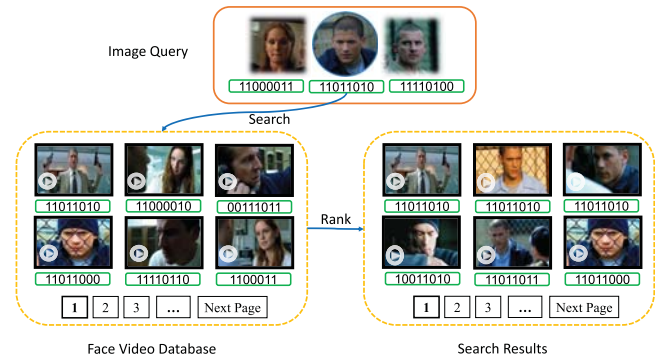 Image Query
11000011 11011010 11110100
Search
11011010 11000010 00111011
11011000 11110110 1100011
1 2 3 ... Next Page
Face Video Database
Rank
11011010 11011010 11011010
10011010 11011011 11011000
1 2 3 ... Next Page
Search Results